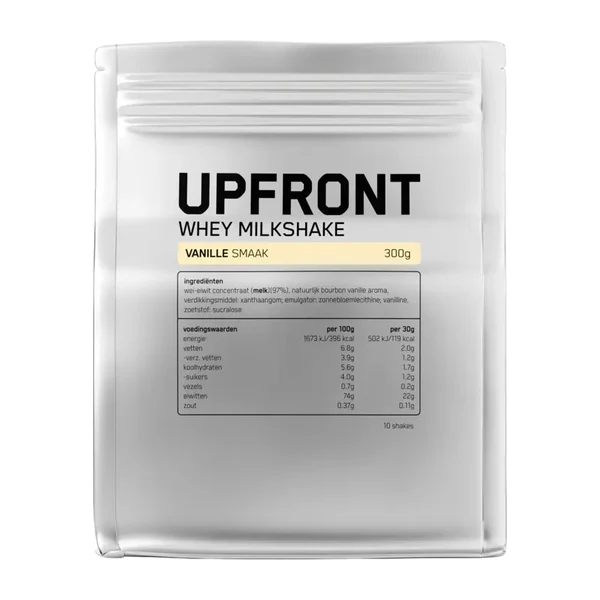 UPFRONT
WHEY MILKSHAKE
VANILLE SMAAK 300g
ingrediënten
wei-eiwit concentraat (melk)(97%), natuurlijk bourbon vanille aroma,
verdikkingsmiddel: xanthaangom; emulgator: zonnebloemlecithine; vanilline,
zoetstof: sucralose
voedingswaarden per 100g per 30g
energie 1673 kJ/396 kcal 502 kJ/119 kcal
vetten 6.8g 2.0g
-verz. vetten 3.9g 1.2g
koolhydraten 5.6g 1.7g
-suikers 4.0g 1.2g
vezels 0.7g 0.2g
eiwitten 74g 22g
zout 0.37g 0.11g
10 shakes